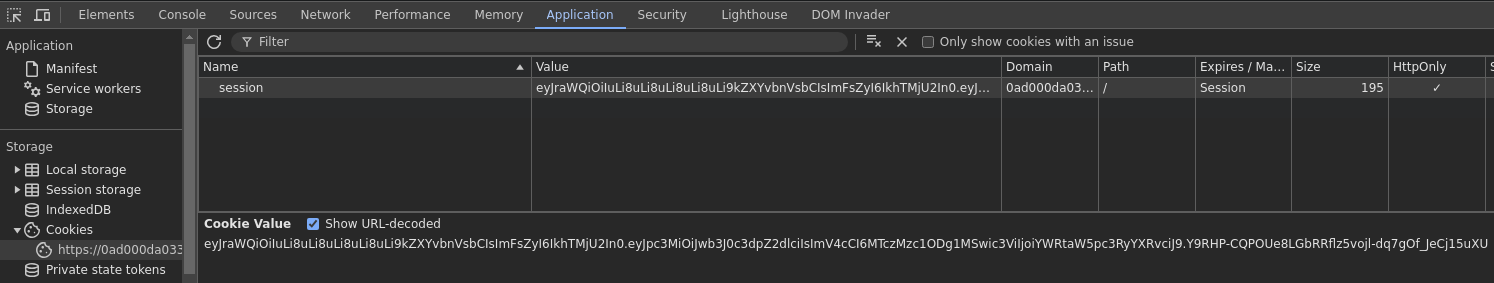 Elements Console Sources Network Performance Memory Application Security Lighthouse DOM Invader
Application
Manifest
Service workers
Storage
Storage
Local storage
Session storage
IndexedDB
Cookies
https://0ad000da033
Private state tokens
Filter Only show cookies with an issue
Name Value Domain Path Expires / Ma... Size HttpOnly S
session eyJraWQiOiIuLi8uLi8uLi8uLi8uLi9kZXYvbnVsbCIsImFsZyI6IkhTMjU2In0.eyJ... 0ad000da03... / Session 195 ✓
Cookie Value Show URL-decoded
eyJraWQiOiIuLi8uLi8uLi8uLi8uLi9kZXYvbnVsbCIsImFsZyI6IkhTMjU2In0.eyJpc3MiOiJwb3J0c3dpZ2dlciIsImV4cCI6MTczMzc1ODg1MSwic3ViIjoiYWRtaW5pc3RyYXRvciJ9.Y9RHP-CQPOUe8LGbRRflz5vojl-dq7gOf_JeCj15uXU